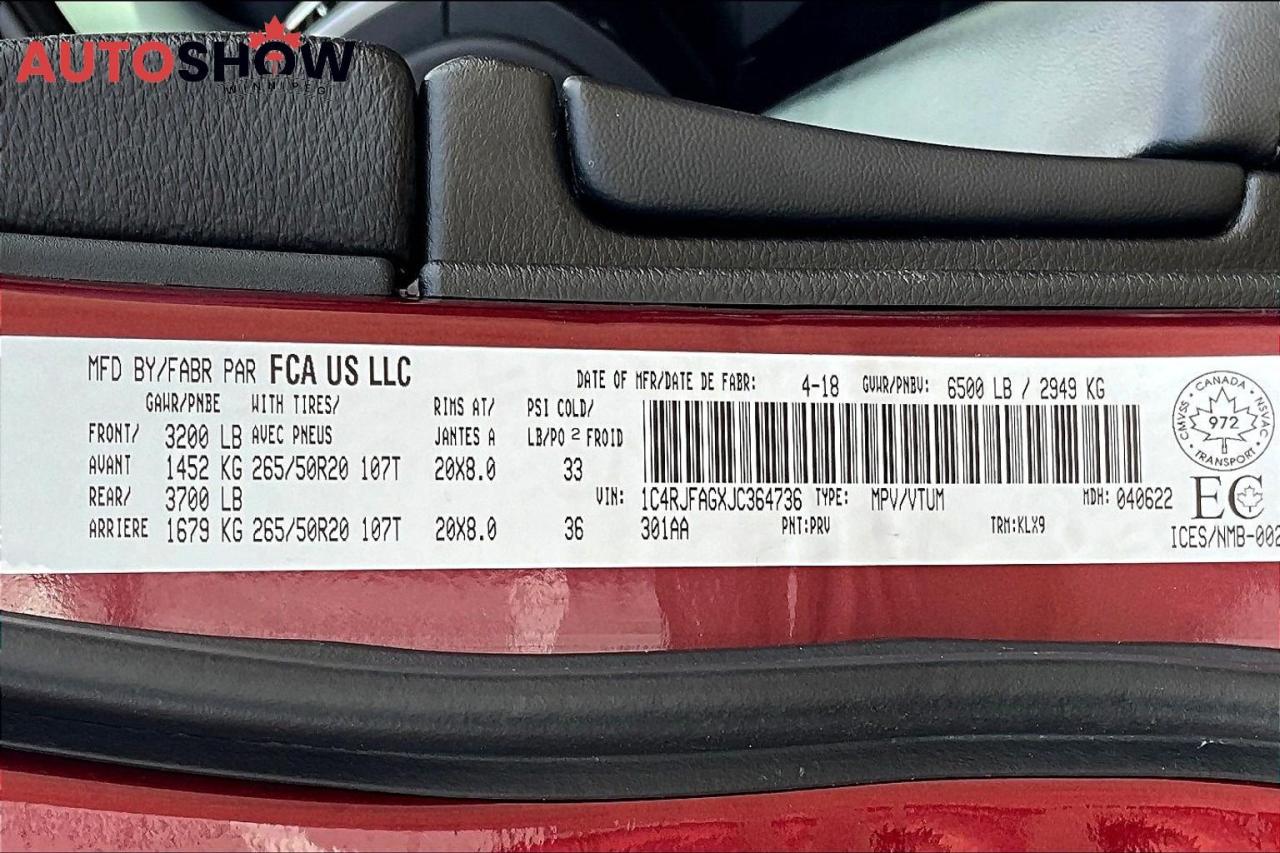 AUTOSHOW
WINNIPEG
MFD BY/FABR PAR FCA US LLC
DATE OF MFR/DATE DE FABR: 4-18 GVWR/PNBV: 6500 LB / 2949 KG
GAWR/PNBE WITH TIRES/ RIMS AT/ PSI COLD/
FRONT/ 3200 LB AVEC PNEUS JANTES A LB/PO 2 FROID
AVANT 1452 KG 265/50R20 107T 20X8.0 33
REAR/ 3700 LB
ARRIERE 1679 KG 265/50R20 107T 20X8.0 36
VIN: 1C4RJFAGXJC364736 TYPE: MPV/VTUM MDH: 040622
301AA PNT:PRV TRM:KLX9
CANADA
CMVSS NSVAC
972
TRANSPORT
EC
ICES/NMB-002